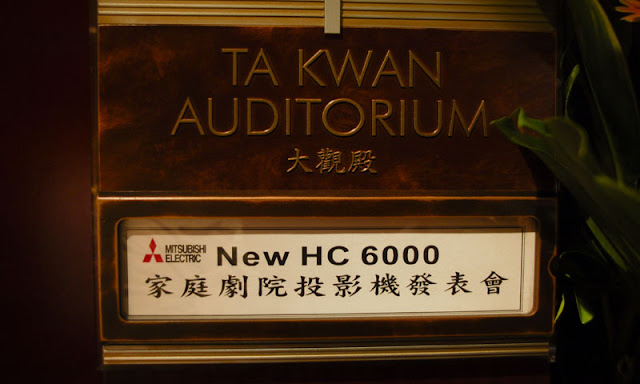 TA KWAN
AUDITORIUM
大觀殿
MITSUBISHI
ELECTRIC
New HC 6000
家庭劇院投影機發表會